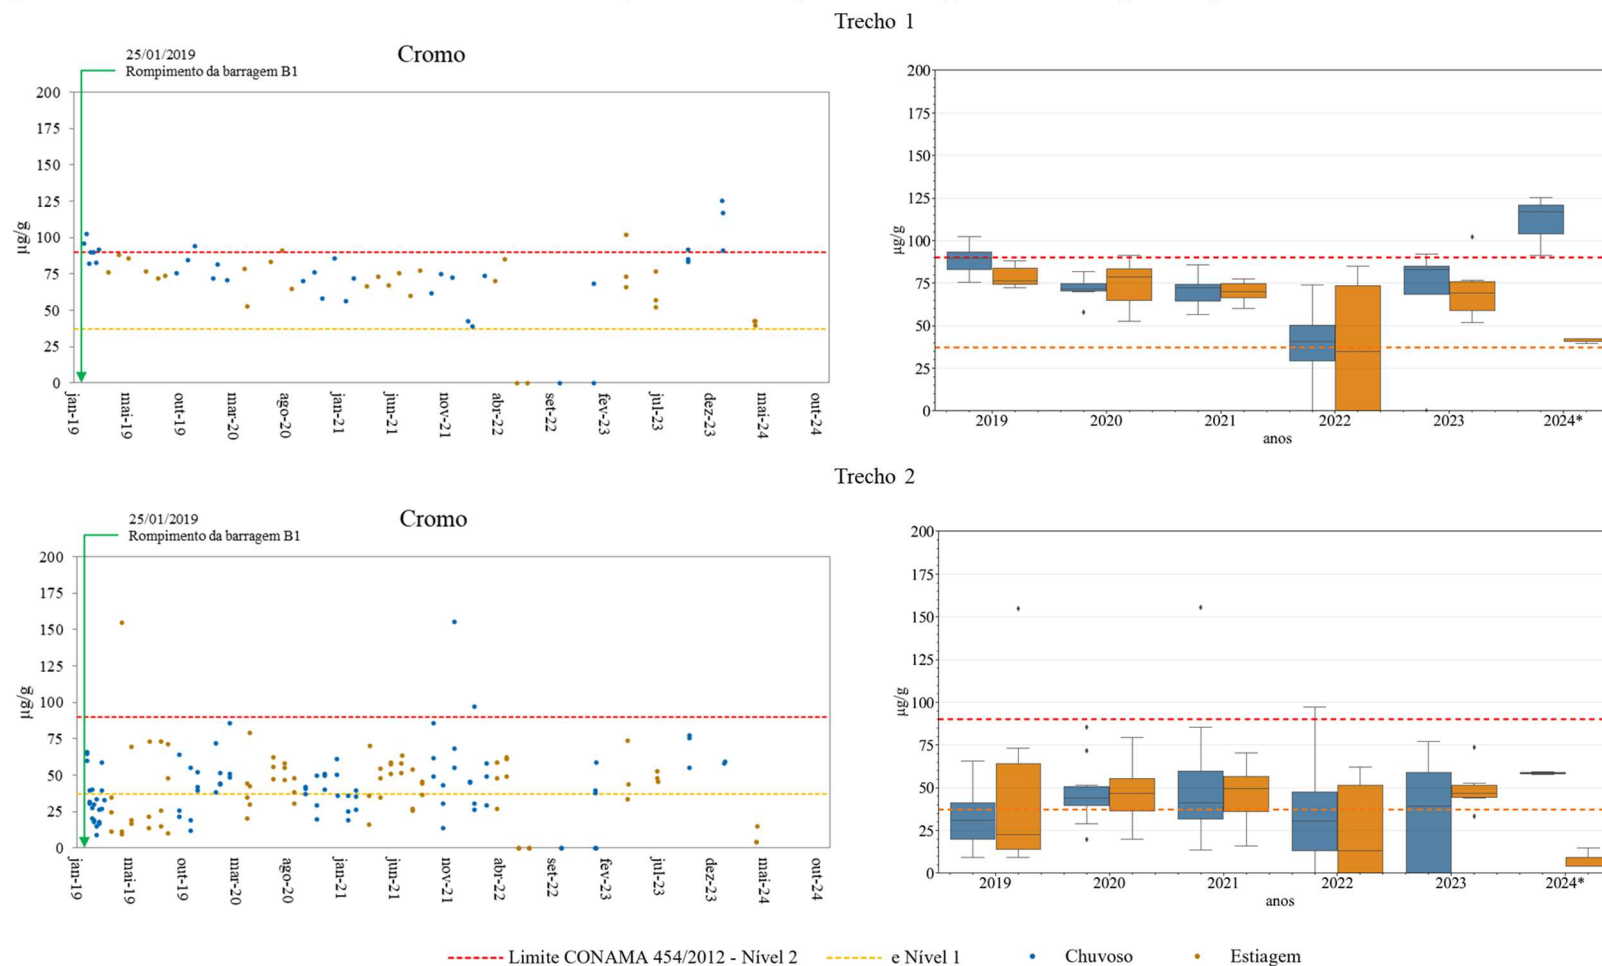 Trecho 1
25/01/2019
Rompimento da barragem B1
Cromo
200
175
150
125
100
75
50
25
0
µg/g
jan-19
mai-19
out-19
mar-20
ago-20
jan-21
jun-21
nov-21
abr-22
set-22
fev-23
jul-23
dez-23
mai-24
out-24
200
175
150
125
100
75
50
25
0
µg/g
2019
2020
2021
2022
2023
2024*
anos
Trecho 2
25/01/2019
Rompimento da barragem B1
Cromo
200
175
150
125
100
75
50
25
0
µg/g
jan-19
mai-19
out-19
mar-20
ago-20
jan-21
jun-21
nov-21
abr-22
set-22
fev-23
jul-23
dez-23
mai-24
out-24
200
175
150
125
100
75
50
25
0
µg/g
2019
2020
2021
2022
2023
2024*
anos
Limite CONAMA 454/2012 - Nível 2 e Nível 1 Chuvoso Estiagem